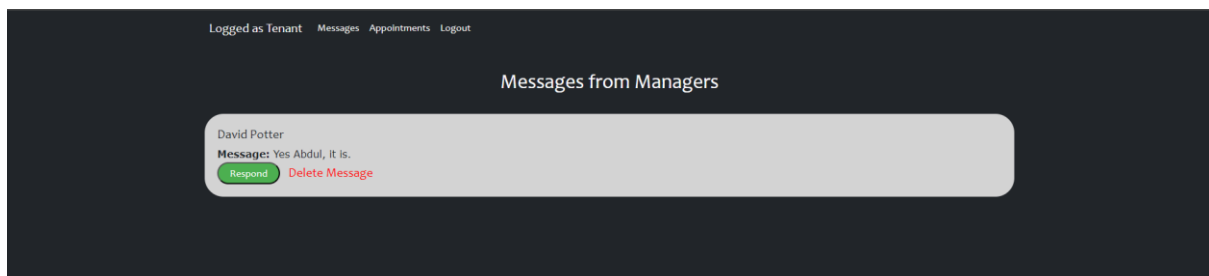 Logged as Tenant Messages Appointments Logout
Messages from Managers
David Potter
Message: Yes Abdul, it is.
Respond Delete Message